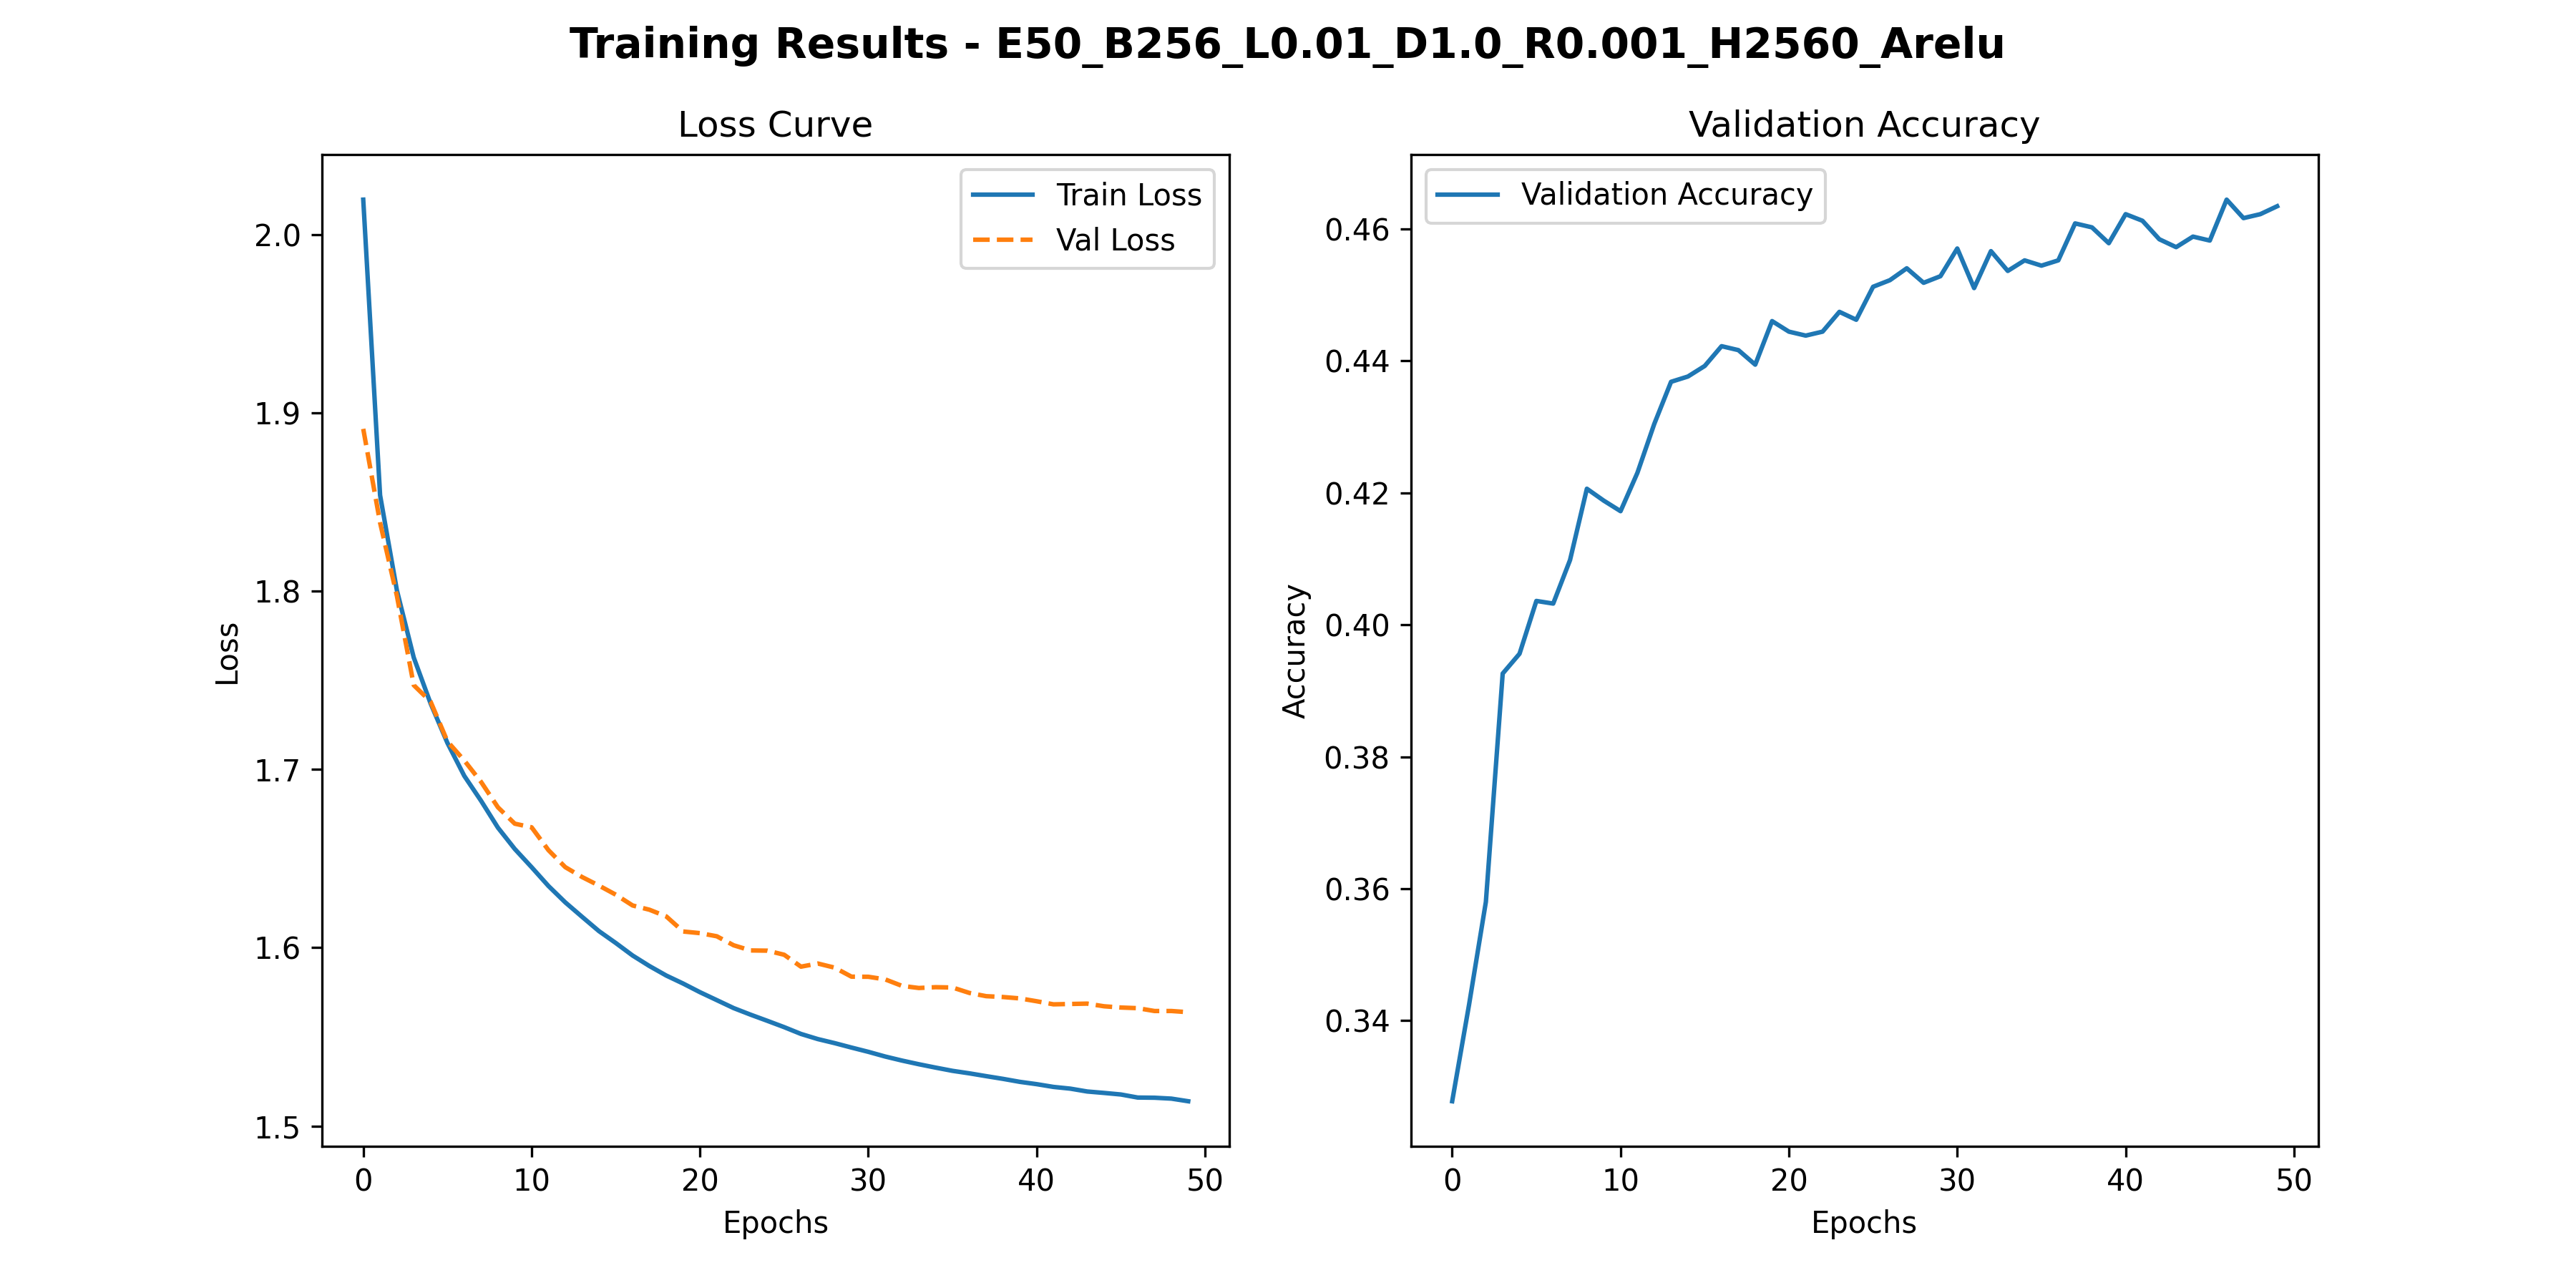 Training Results - E50_B256_L0.01_D1.0_R0.001_H2560_Arelu
Loss Curve
Train Loss
Val Loss
2.0
1.9
1.8
1.7
1.6
1.5
Loss
0 10 20 30 40 50
Epochs
Validation Accuracy
Validation Accuracy
0.46
0.44
0.42
0.40
0.38
0.36
0.34
Accuracy
0 10 20 30 40 50
Epochs